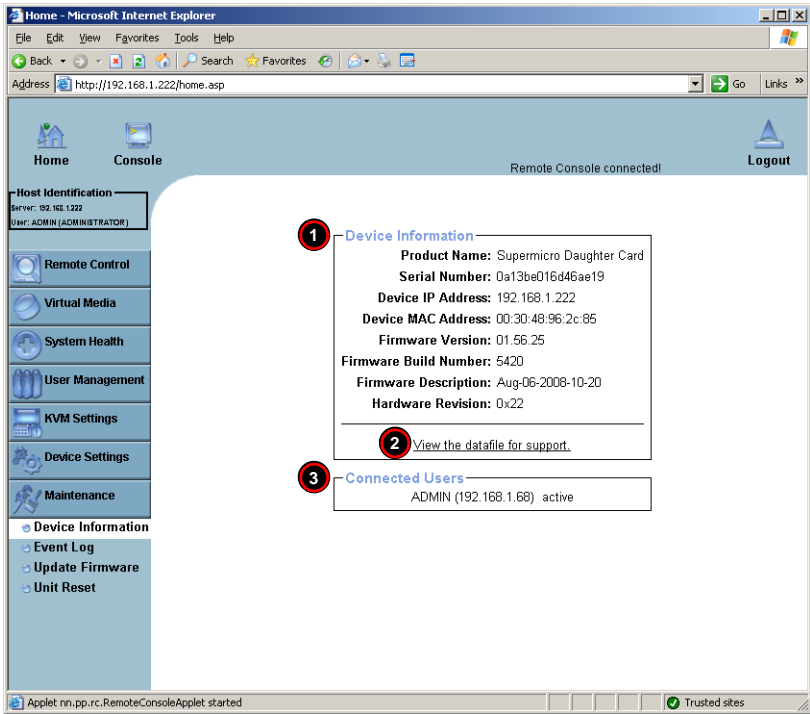 Home - Microsoft Internet Explorer
File Edit View Favorites Tools Help
Back Search Favorites
Address http://192.168.1.222/home.asp Go Links »
Home Console Logout
Remote Console connected!
Host Identification
Server: 192.168.1.222
User: ADMIN (ADMINISTRATOR)
Remote Control
Virtual Media
System Health
User Management
KVM Settings
Device Settings
Maintenance
Device Information
Event Log
Update Firmware
Unit Reset
1 Device Information
Product Name: Supermicro Daughter Card
Serial Number: 0a13be016d46ae19
Device IP Address: 192.168.1.222
Device MAC Address: 00:30:48:96:2c:85
Firmware Version: 01.56.25
Firmware Build Number: 5420
Firmware Description: Aug-06-2008-10-20
Hardware Revision: 0x22
2 View the datafile for support.
3 Connected Users
ADMIN (192.168.1.68) active
Applet nn.pp.rc.RemoteConsoleApplet started Trusted sites